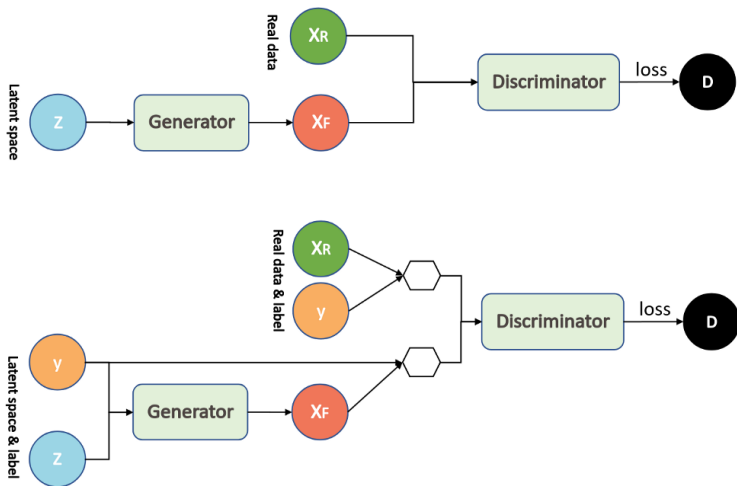 Real data
XR
Discriminator
loss
D
Latent space
Z
Generator
XF
Real data & label
XR
y
Discriminator
loss
D
Latent space & label
y
Generator
XF
Z